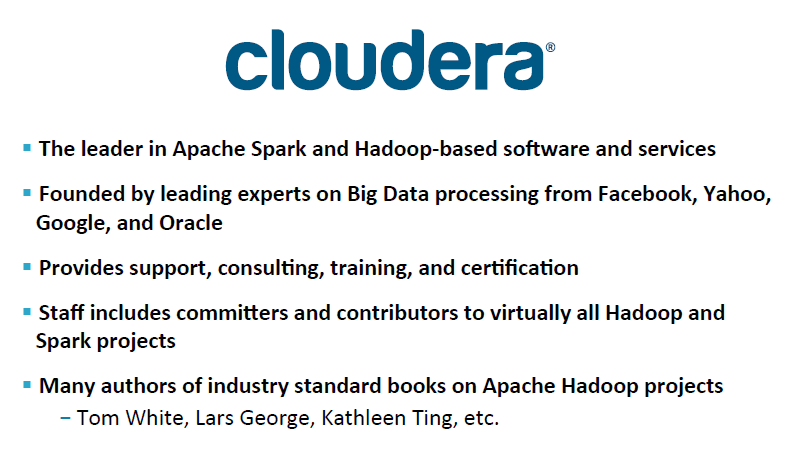 cloudera®
▪ The leader in Apache Spark and Hadoop-based software and services
▪ Founded by leading experts on Big Data processing from Facebook, Yahoo,
Google, and Oracle
▪ Provides support, consulting, training, and certification
▪ Staff includes committers and contributors to virtually all Hadoop and
Spark projects
▪ Many authors of industry standard books on Apache Hadoop projects
– Tom White, Lars George, Kathleen Ting, etc.